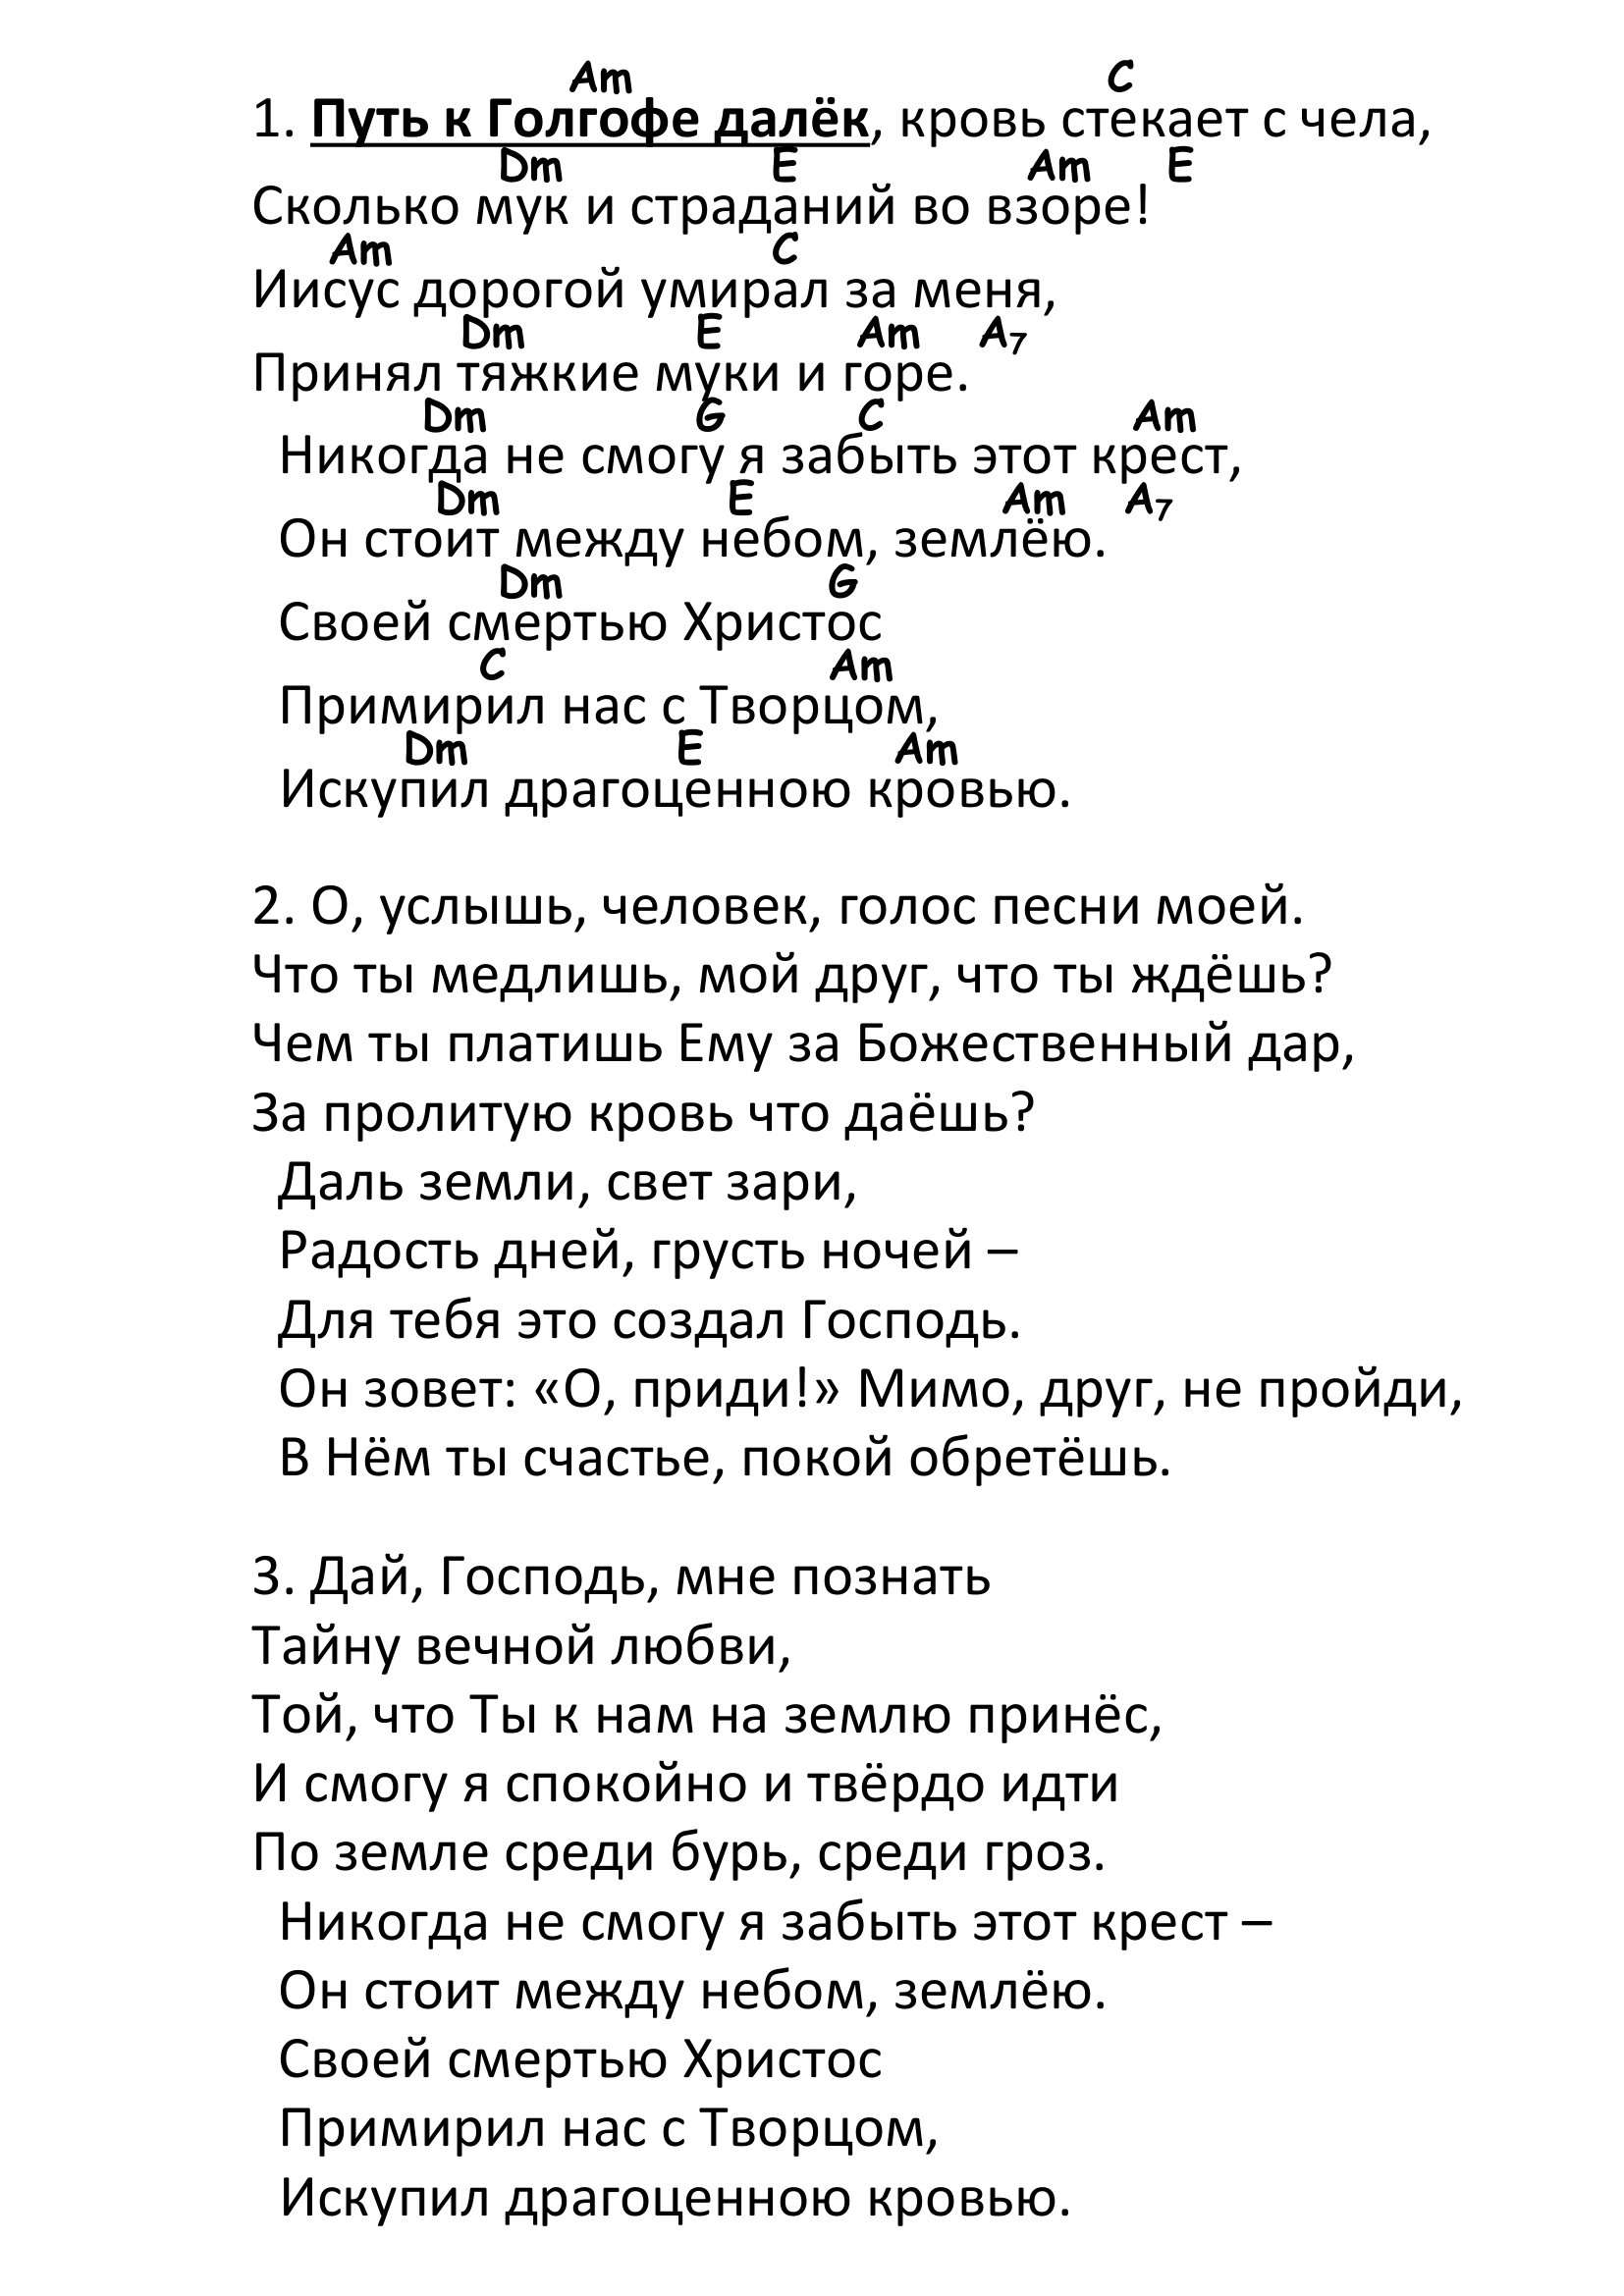 Am C
1. Путь к Голгофе далёк, кровь стекает с чела,
Dm E Am E
Сколько мук и страданий во взоре!
Am C
Иисус дорогой умирал за меня,
Dm E Am A7
Принял тяжкие муки и горе.
Dm G C Am
Никогда не смогу я забыть этот крест,
Dm E Am A7
Он стоит между небом, землёю.
Dm G
Своей смертью Христос
C Am
Примирил нас с Творцом,
Dm E Am
Искупил драгоценною кровью.
2. О, услышь, человек, голос песни моей.
Что ты медлишь, мой друг, что ты ждёшь?
Чем ты платишь Ему за Божественный дар,
За пролитую кровь что даёшь?
Даль земли, свет зари,
Радость дней, грусть ночей –
Для тебя это создал Господь.
Он зовет: «О, приди!» Мимо, друг, не пройди,
В Нём ты счастье, покой обретёшь.
3. Дай, Господь, мне познать
Тайну вечной любви,
Той, что Ты к нам на землю принёс,
И смогу я спокойно и твёрдо идти
По земле среди бурь, среди гроз.
Никогда не смогу я забыть этот крест –
Он стоит между небом, землёю.
Своей смертью Христос
Примирил нас с Творцом,
Искупил драгоценною кровью.